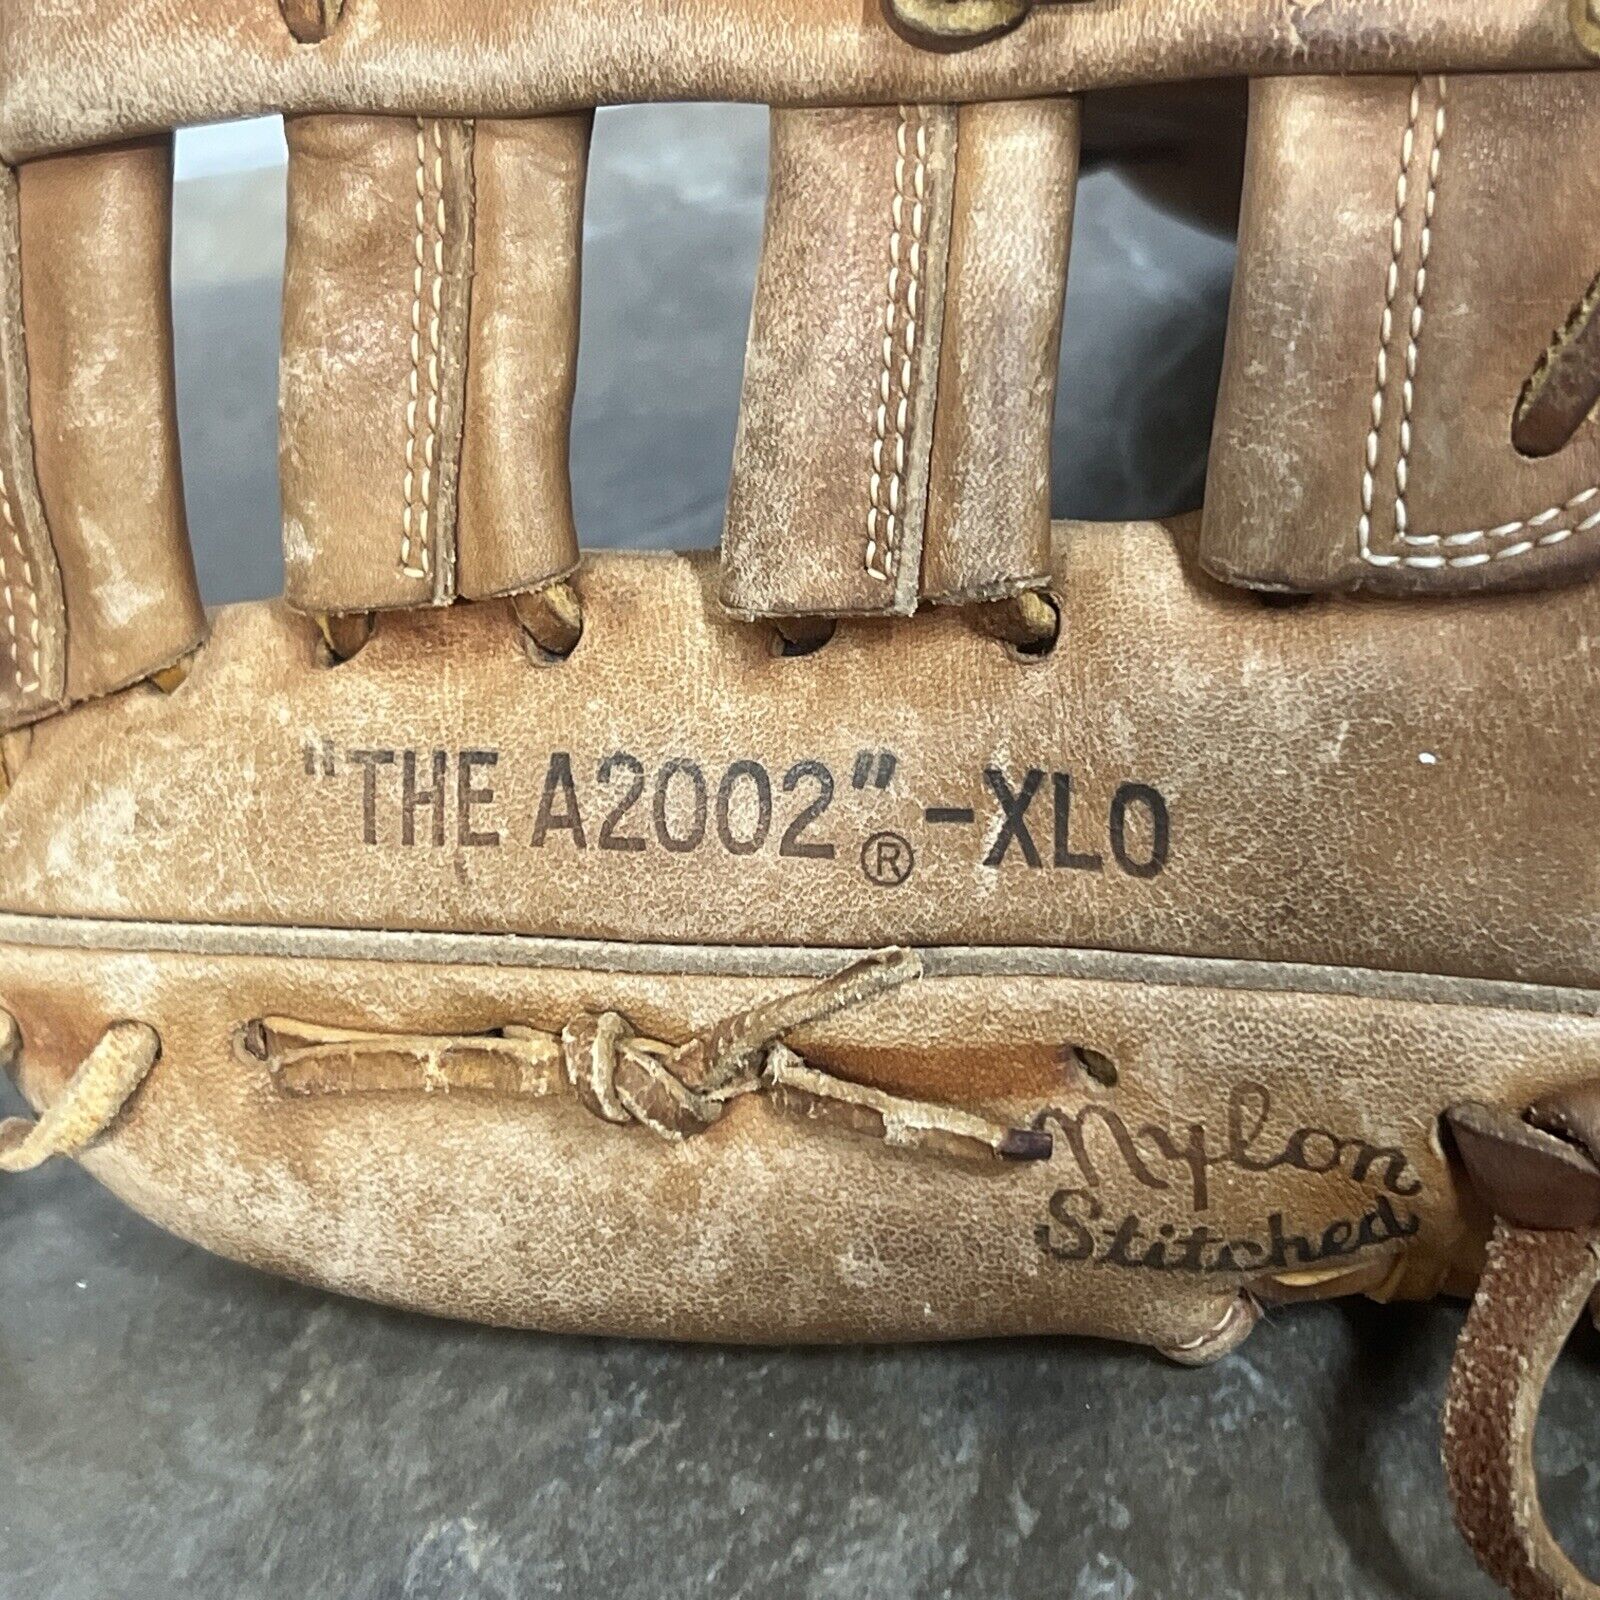 "THE A2002"® -XLO
Nylon
Stitched